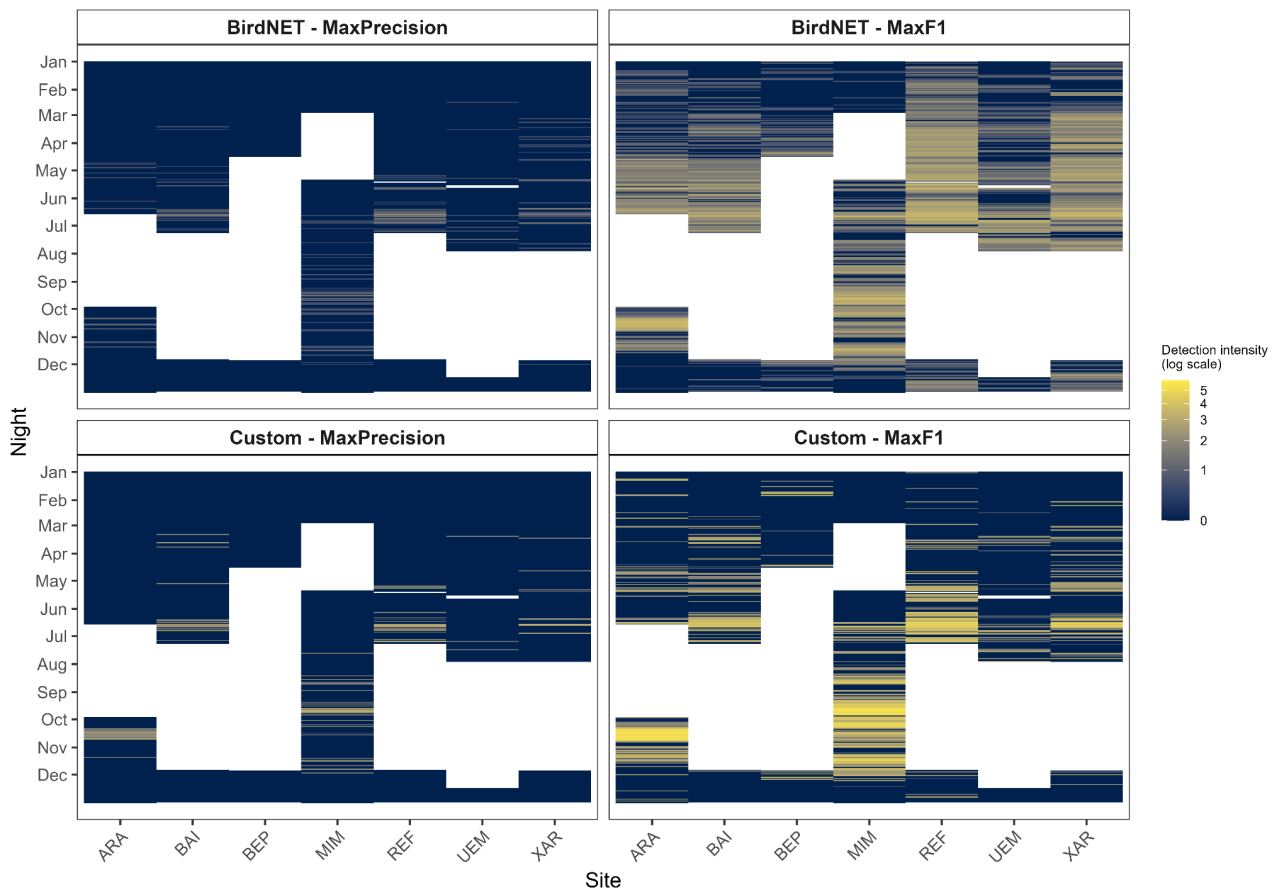 BirdNET - MaxPrecision
BirdNET - MaxF1
Jan
Feb
Mar
Apr
May
Jun
Jul
Aug
Sep
Oct
Nov
Dec
Custom - MaxPrecision
Custom - MaxF1
Jan
Feb
Mar
Apr
May
Jun
Jul
Aug
Sep
Oct
Nov
Dec
Night
ARA
BAI
BEP
MIM
REF
UEM
XAR
ARA
BAI
BEP
MIM
REF
UEM
XAR
Site
Detection intensity
(log scale)
5
4
3
2
1
0